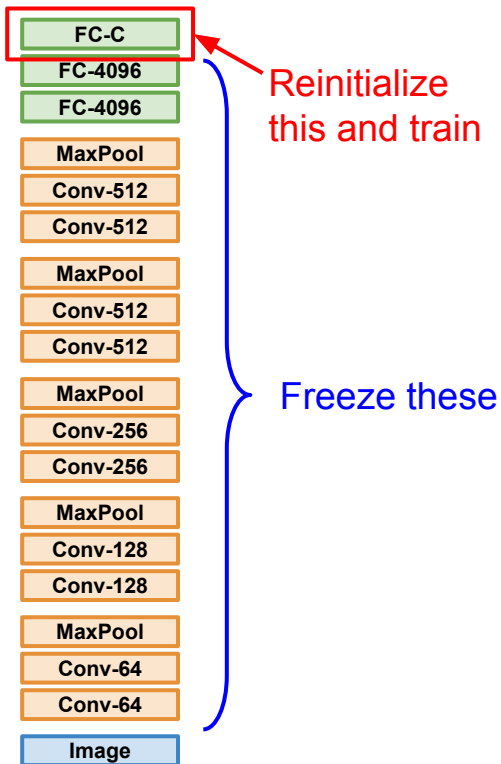 FC-C
FC-4096
FC-4096
MaxPool
Conv-512
Conv-512
MaxPool
Conv-512
Conv-512
MaxPool
Conv-256
Conv-256
MaxPool
Conv-128
Conv-128
MaxPool
Conv-64
Conv-64
Image
Reinitialize
this and train
Freeze these